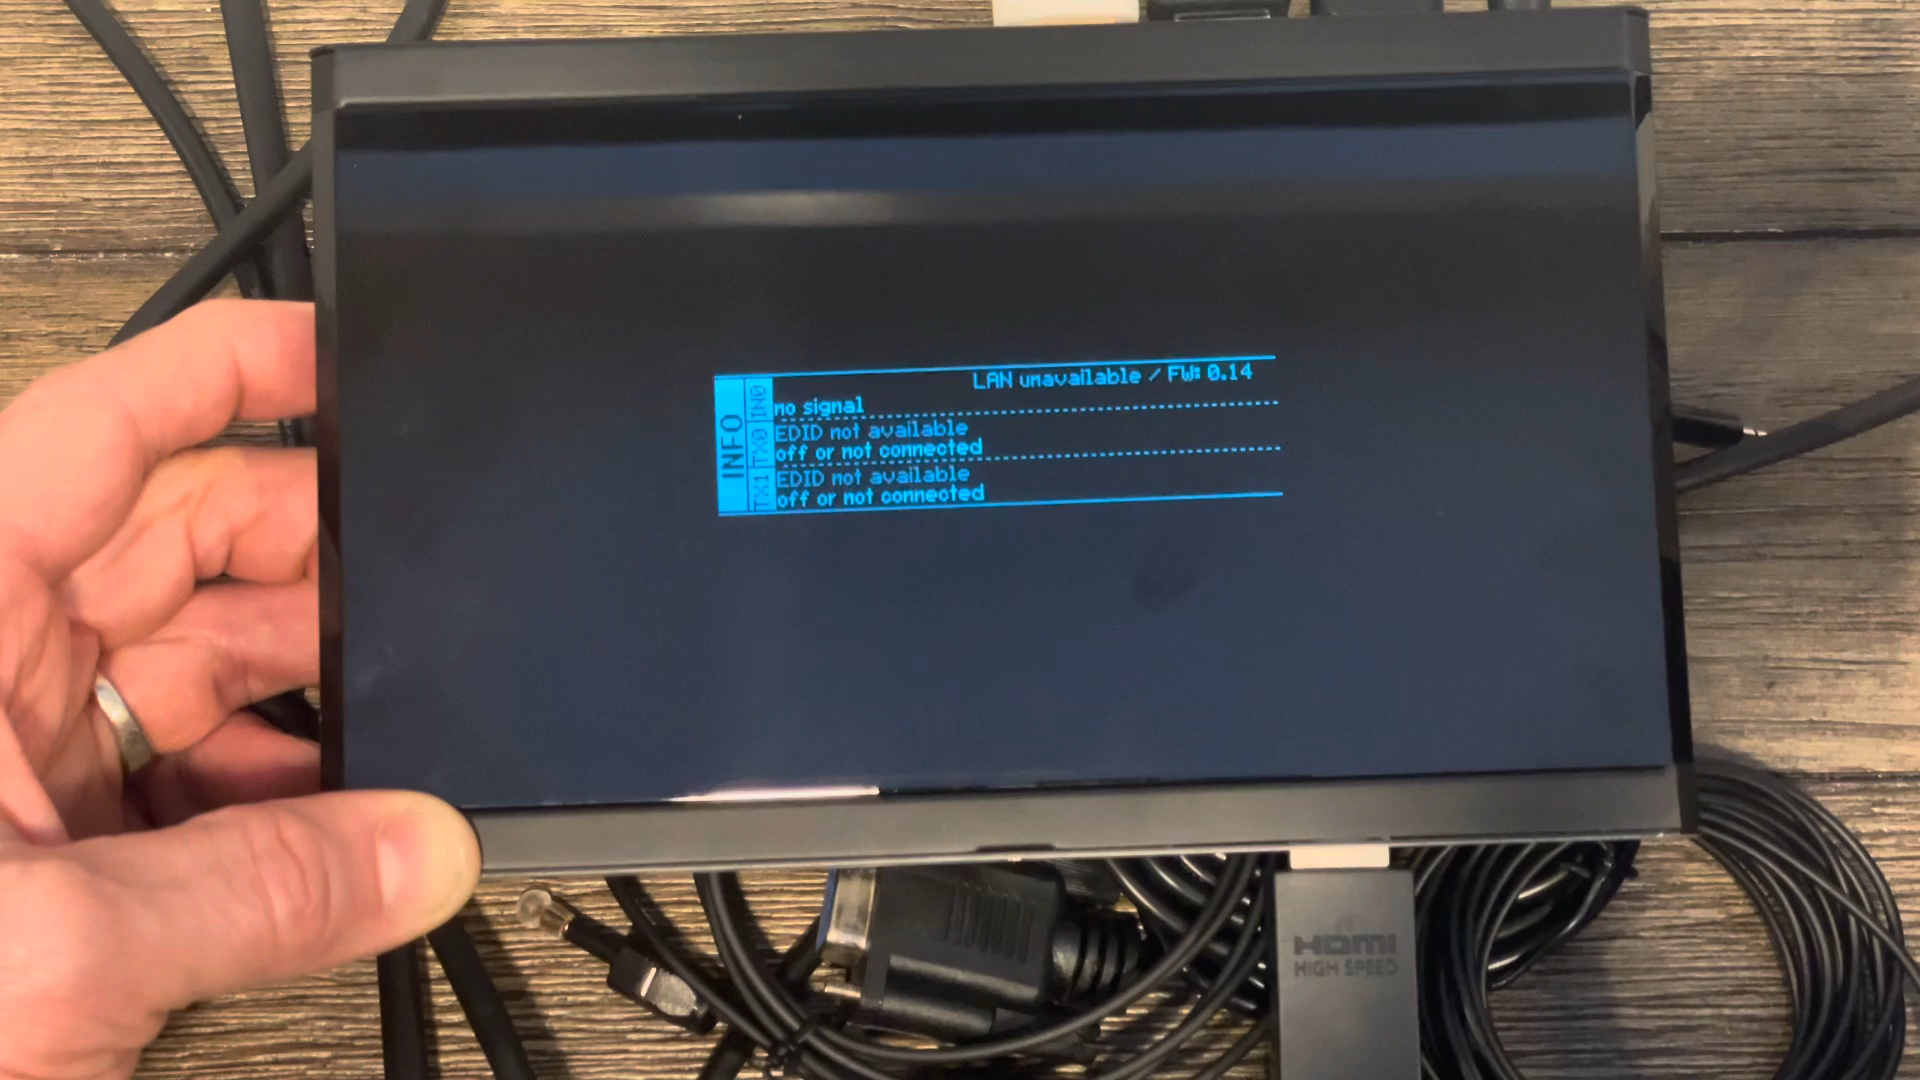 INFO
IN0
LAN unavailable / FW: 0.14
no signal
TX0
EDID not available
off or not connected
TX1
EDID not available
off or not connected
HDMI
HIGH SPEED